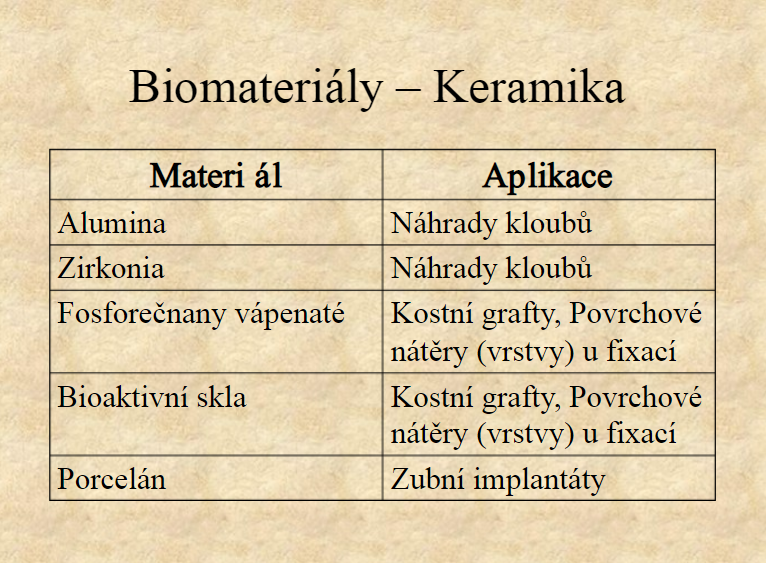 Biomateriály – Keramika
Materi ál Aplikace
Alumina Náhrady kloubů
Zirkonia Náhrady kloubů
Fosforečnany vápenaté Kostní grafty, Povrchové
nátěry (vrstvy) u fixací
Bioaktivní skla Kostní grafty, Povrchové
nátěry (vrstvy) u fixací
Porcelán Zubní implantáty